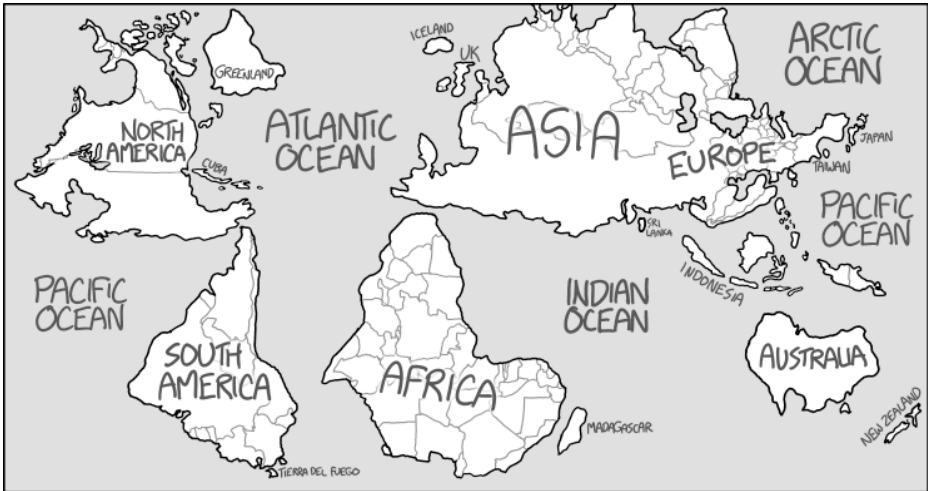 ICELAND
UK
GREENLAND
ARCTIC
OCEAN
NORTH
AMERICA
ATLANTIC
OCEAN
CUBA
ASIA
EUROPE
JAPAN
TAIWAN
SRI
LANKA
PACIFIC
OCEAN
INDONESIA
PACIFIC
OCEAN
INDIAN
OCEAN
SOUTH
AMERICA
AFRICA
AUSTRALIA
MADAGASCAR
NEW ZEALAND
TIERRA DEL FUEGO